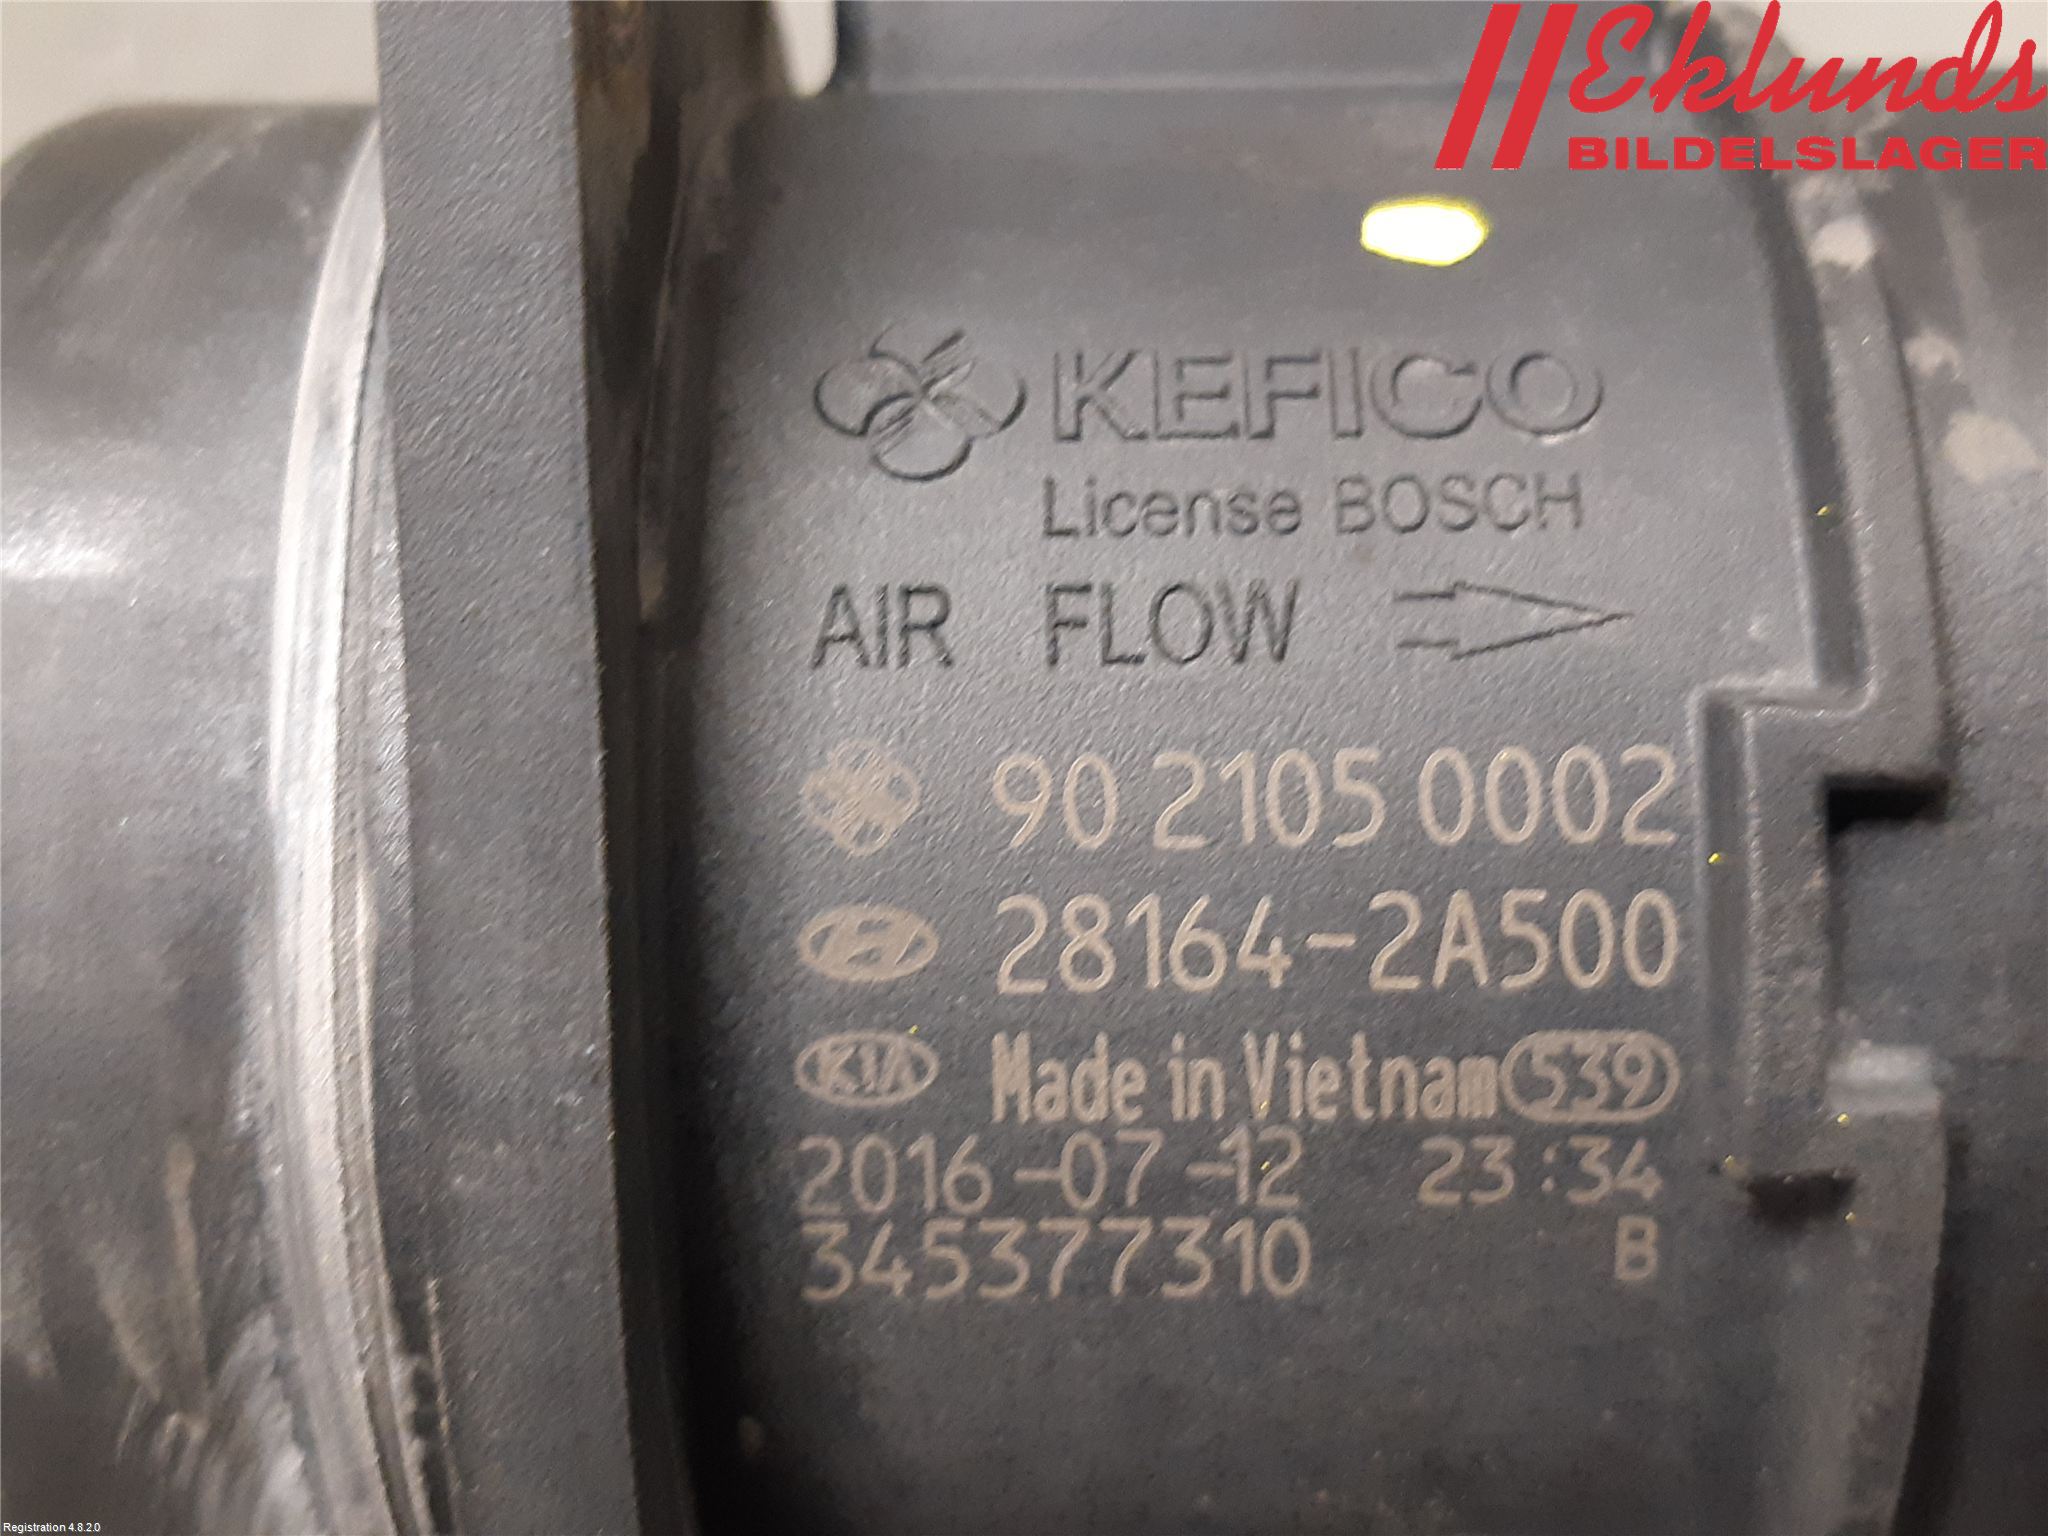 Eklunds
BILDELSLAGER
KEFICO
License BOSCH
AIR FLOW
90 2105 0002
28164-2A500
KIA Made in Vietnam 539
2016-07-12 23:34
345377310 B
Registration 4.8.2.0